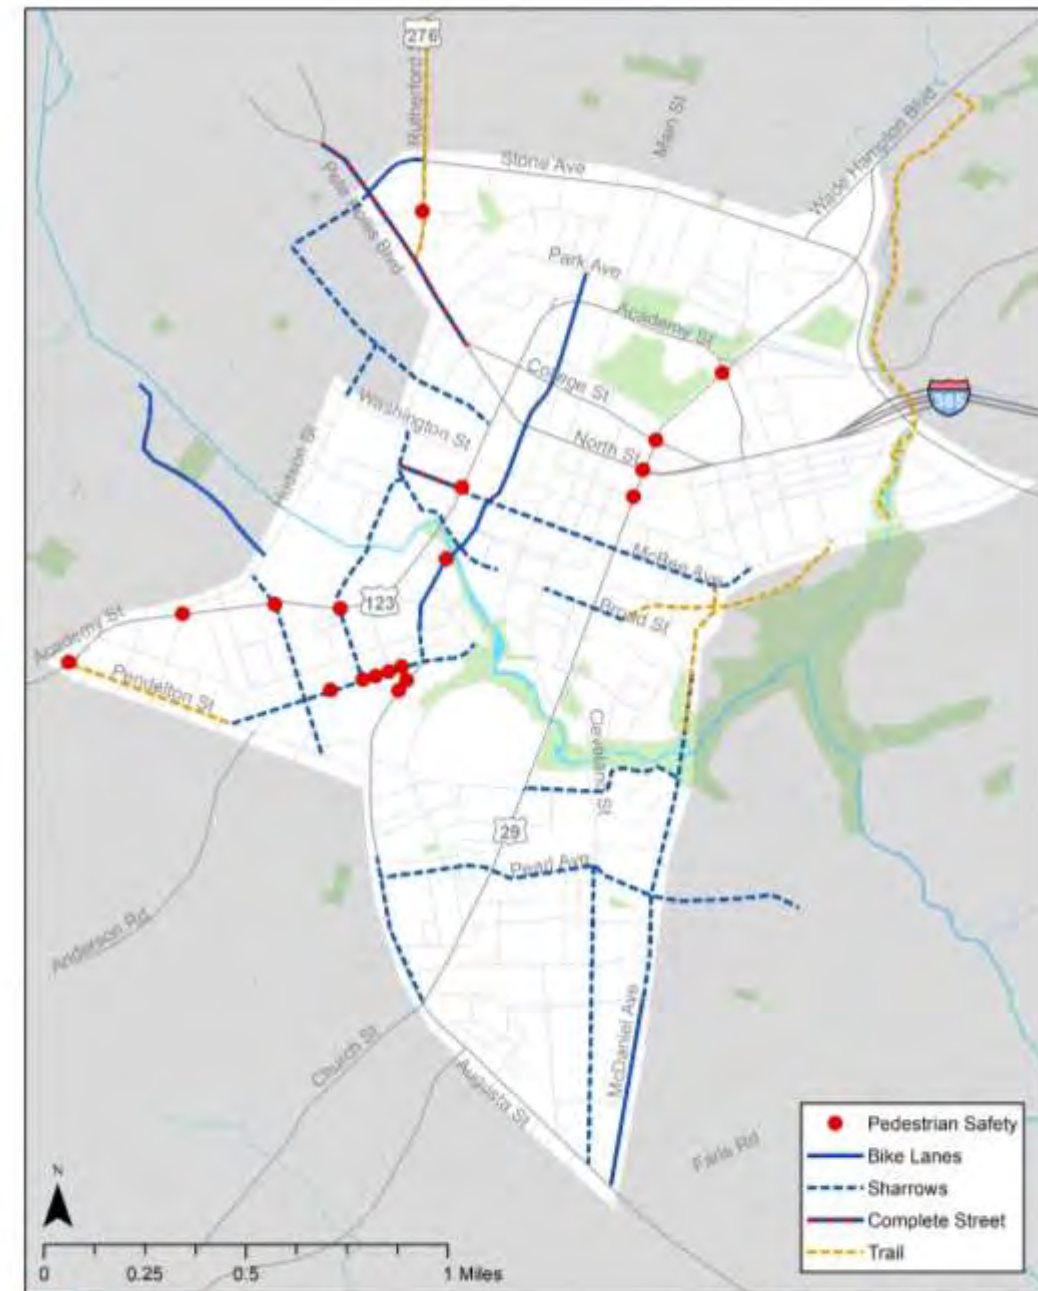 276
Rutherford
Main St
Wade Hampton Blvd
Stone Ave
Park Ave
Academy St
College St
385
Washington St
North St
Hudson St
McBee Ave
123
Broad St
Academy St
Pendelton St
Cleveland St
29
Pearl Ave
Anderson Rd
McDaniel Ave
Church St
Augusta St
Faris Rd
Pedestrian Safety
Bike Lanes
Sharrows
Complete Street
Trail
N
0 0.25 0.5 1 Miles